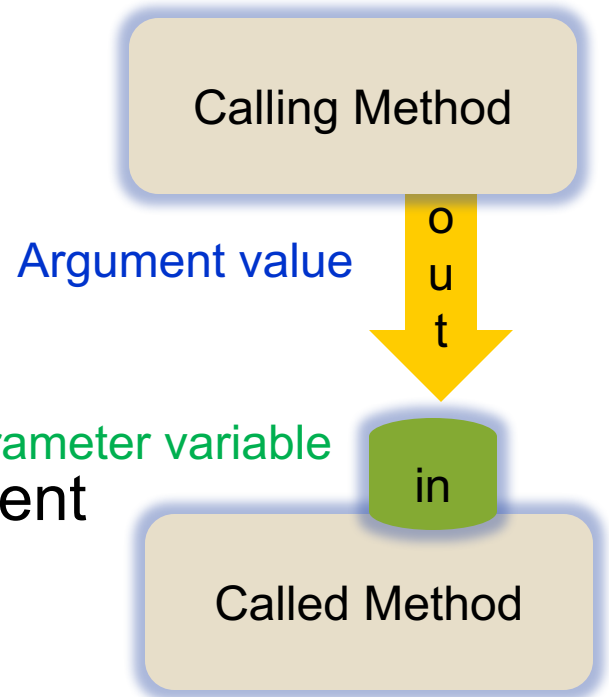 Calling Method
o
u
t
Argument value
rameter variable
in
ent
Called Method